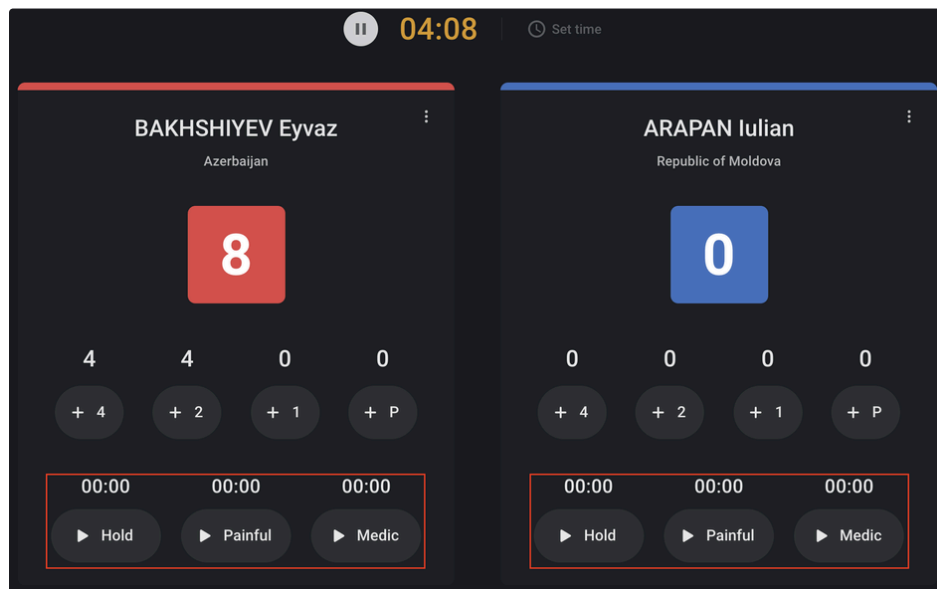 04:08 Set time
BAKHSHIYEV Eyvaz
Azerbaijan
8
4 4 0 0
+ 4 + 2 + 1 + P
00:00 00:00 00:00
Hold Painful Medic
ARAPAN Iulian
Republic of Moldova
0
0 0 0 0
+ 4 + 2 + 1 + P
00:00 00:00 00:00
Hold Painful Medic